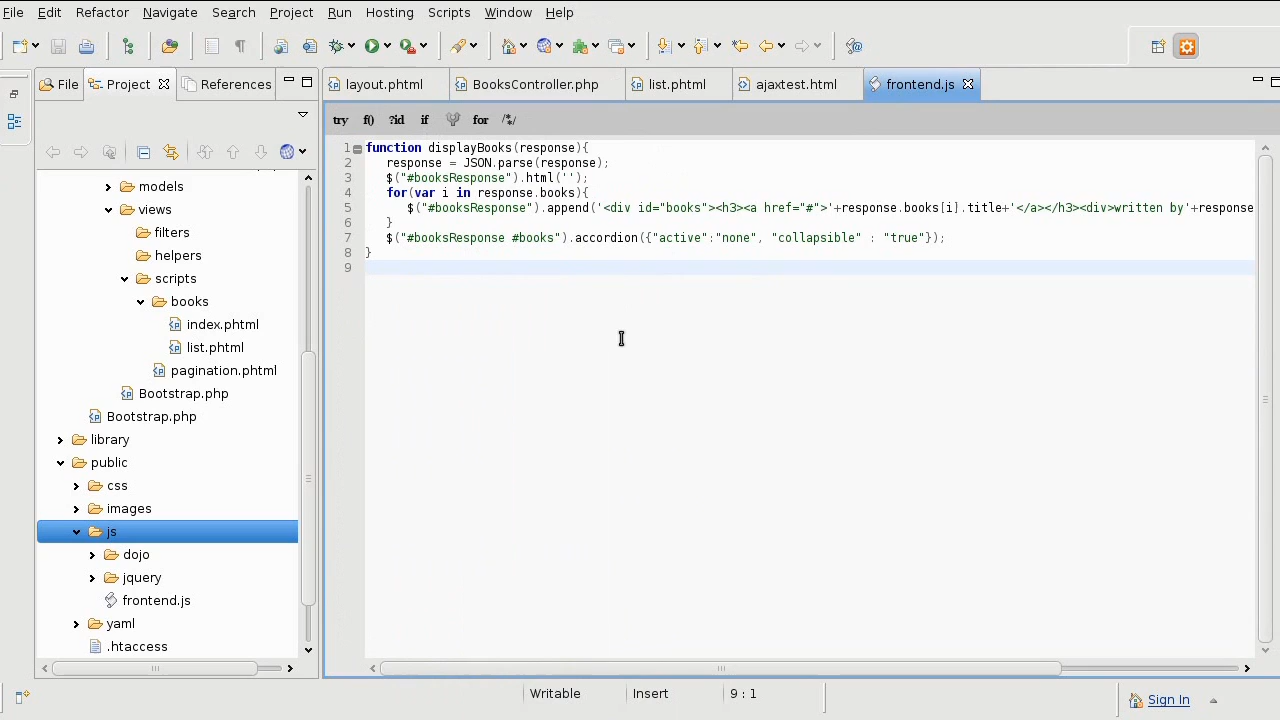 File Edit Refactor Navigate Search Project Run Hosting Scripts Window Help
File Project References
layout.phtml BooksController.php list.phtml ajaxtest.html frontend.js
try f() ?id if for /*/
models
views
filters
helpers
scripts
books
index.phtml
list.phtml
pagination.phtml
Bootstrap.php
Bootstrap.php
library
public
css
images
js
dojo
jquery
frontend.js
yaml
.htaccess
1 function displayBooks(response){
2 response = JSON.parse(response);
3 $("#booksResponse").html('');
4 for(var i in response.books){
5 $("#booksResponse").append('<div id="books"><h3><a href="#">'+response.books[i].title+'</a></h3><div>written by'+response
6 }
7 $("#booksResponse #books").accordion({"active":"none", "collapsible" : "true"});
8 }
9
Writable Insert 9 : 1 Sign In